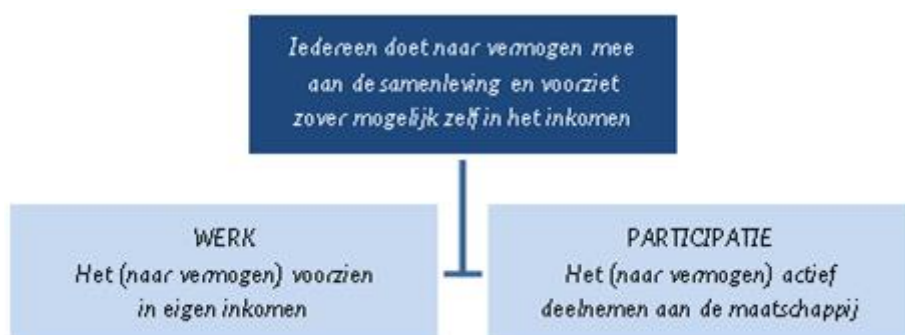 Iedereen doet naar vermogen mee
aan de samenleving en voorziet
zover mogelijk zelf in het inkomen
WERK
Het (naar vermogen) voorzien
in eigen inkomen
PARTICIPATIE
Het (naar vermogen) actief
deelnemen aan de maatschappij